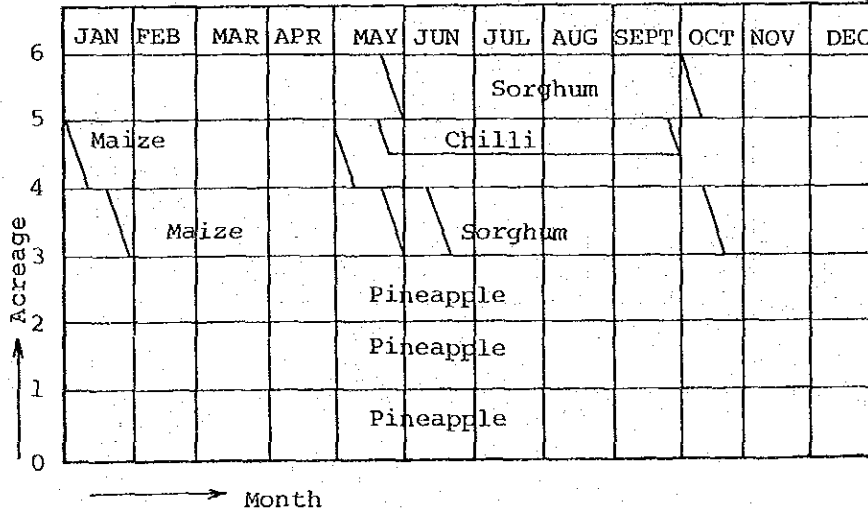 JAN FEB MAR APR MAY JUN JUL AUG SEPT OCT NOV DEC
6
Sorghum
5
Maize Chilli
4
Maize Sorghum
3
Pineapple
2
Pineapple
1
Pineapple
0
Acreage
Month